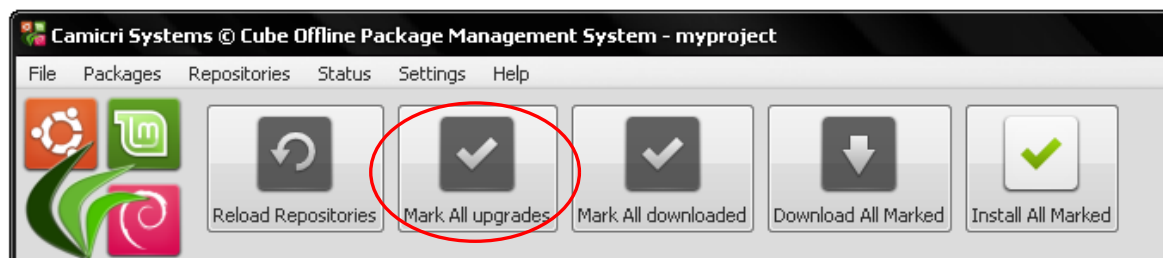 Camicri Systems © Cube Offline Package Management System - myproject
File Packages Repositories Status Settings Help
Reload Repositories Mark All upgrades Mark All downloaded Download All Marked Install All Marked